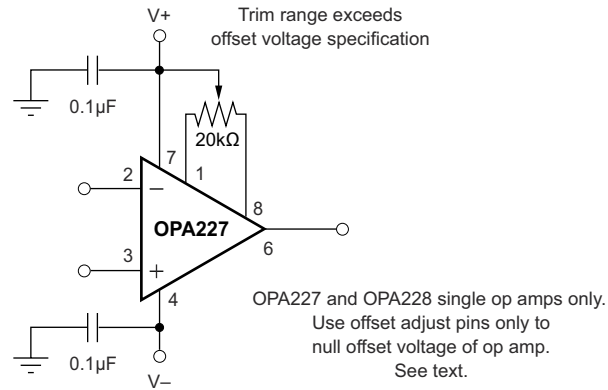 V+
Trim range exceeds
offset voltage specification
0.1µF
20kΩ
7
1
2
−
8
OPA227
6
3
+
4
OPA227 and OPA228 single op amps only.
Use offset adjust pins only to
null offset voltage of op amp.
See text.
0.1µF
V−